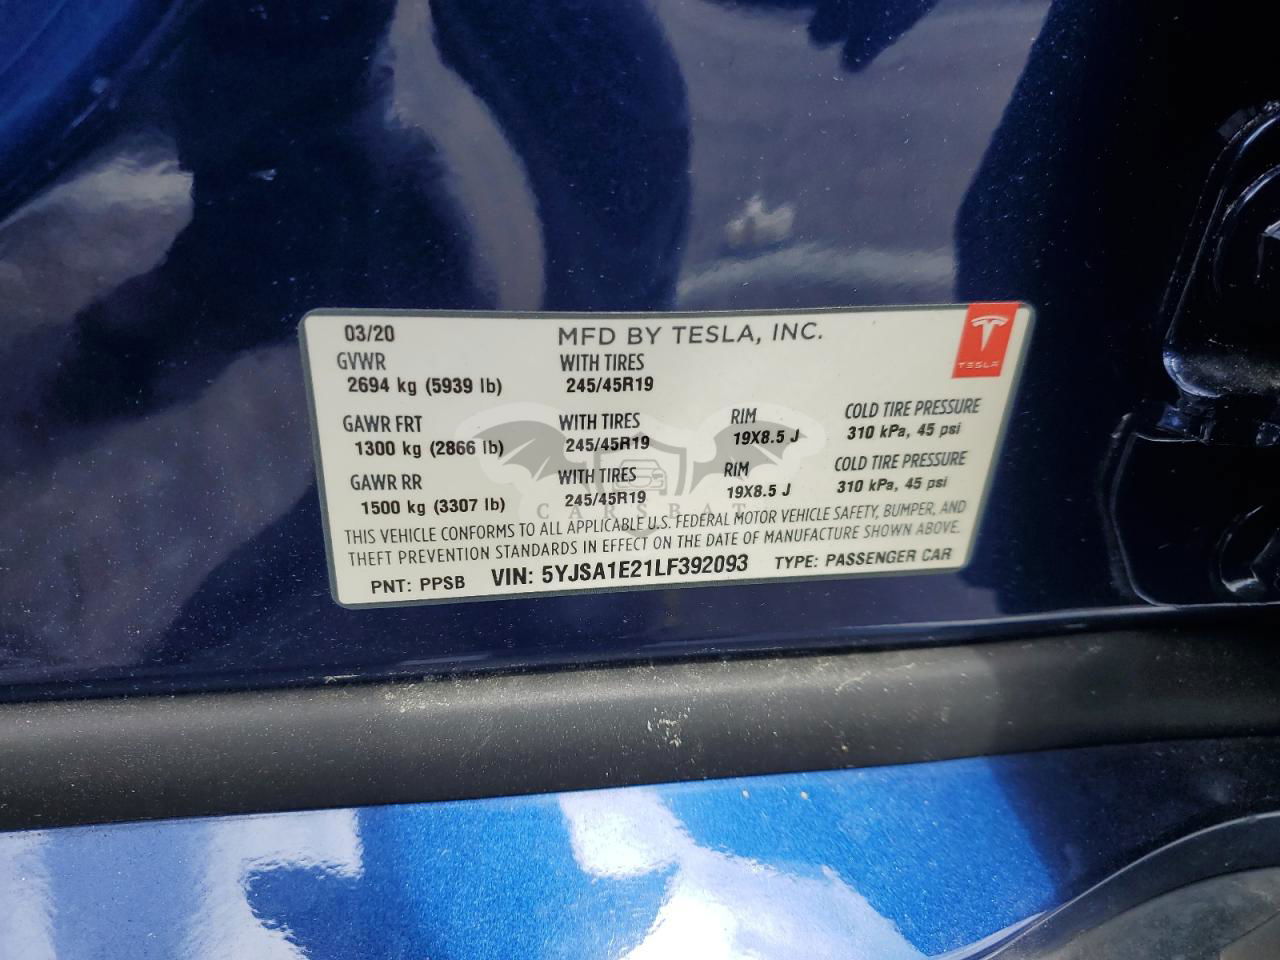 03/20 MFD BY TESLA, INC.
TESLA
GVWR WITH TIRES
2694 kg (5939 lb) 245/45R19
GAWR FRT WITH TIRES RIM COLD TIRE PRESSURE
1300 kg (2866 lb) 245/45R19 19X8.5 J 310 kPa, 45 psi
GAWR RR WITH TIRES RIM COLD TIRE PRESSURE
1500 kg (3307 lb) 245/45R19 19X8.5 J 310 kPa, 45 psi
CARSBAT
THIS VEHICLE CONFORMS TO ALL APPLICABLE U.S. FEDERAL MOTOR VEHICLE SAFETY, BUMPER, AND
THEFT PREVENTION STANDARDS IN EFFECT ON THE DATE OF MANUFACTURE SHOWN ABOVE.
PNT: PPSB VIN: 5YJSA1E21LF392093 TYPE: PASSENGER CAR